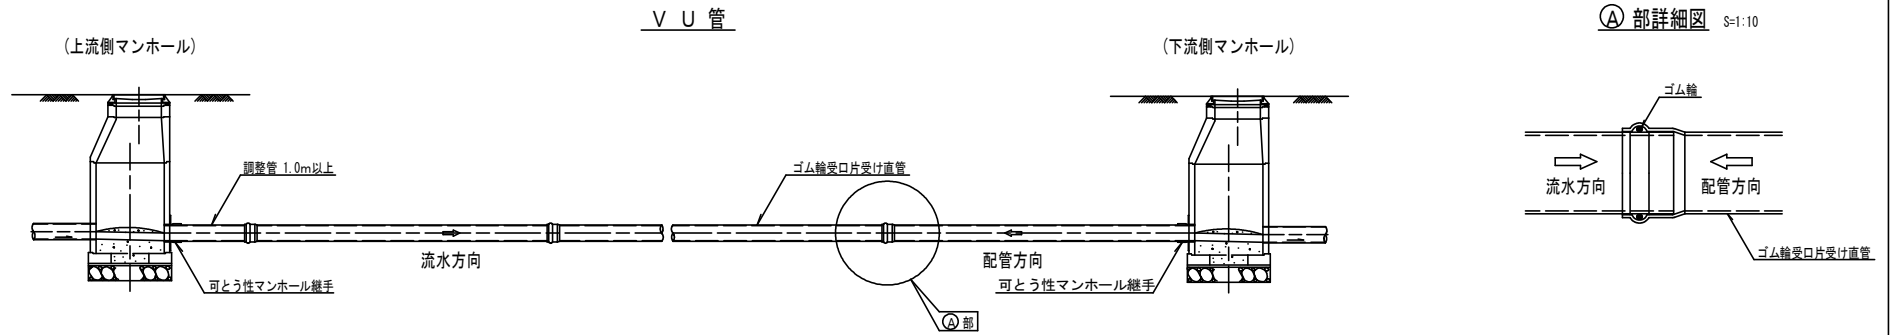 ＶＵ管
Ⓐ 部詳細図 S=1:10
(上流側マンホール)
(下流側マンホール)
ゴム輪
調整管 1.0m以上
ゴム輪受口片受け直管
流水方向
配管方向
流水方向
配管方向
ゴム輪受口片受け直管
可とう性マンホール継手
可とう性マンホール継手
Ⓐ部